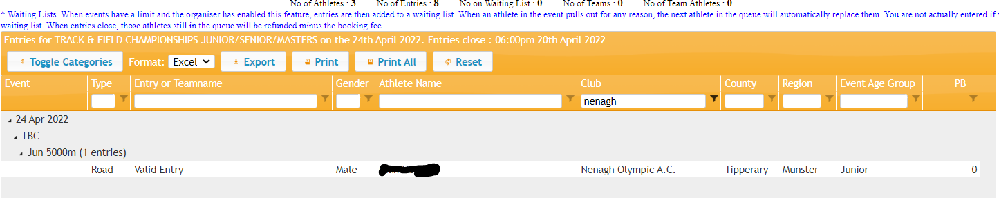 No of Athletes : 3 No of Entries : 8 No on Waiting List : 0 No of Teams : 0 No of Team Athletes : 0
* Waiting Lists. When events have a limit and the organiser has enabled this feature, entries are then added to a waiting list. When an athlete in the event pulls out for any reason, the next athlete in the queue will automatically replace them. You are not actually entered if
waiting list. When entries close, those athletes still in the queue will be refunded minus the booking fee
Entries for TRACK & FIELD CHAMPIONSHIPS JUNIOR/SENIOR/MASTERS on the 24th April 2022. Entries close : 06:00pm 20th April 2022
Toggle Categories Format: Excel Export Print Print All Reset
Event Type Entry or Teamname Gender Athlete Name Club County Region Event Age Group PB
nenagh
24 Apr 2022
TBC
Jun 5000m (1 entries)
Road Valid Entry Male Nenagh Olympic A.C. Tipperary Munster Junior 0